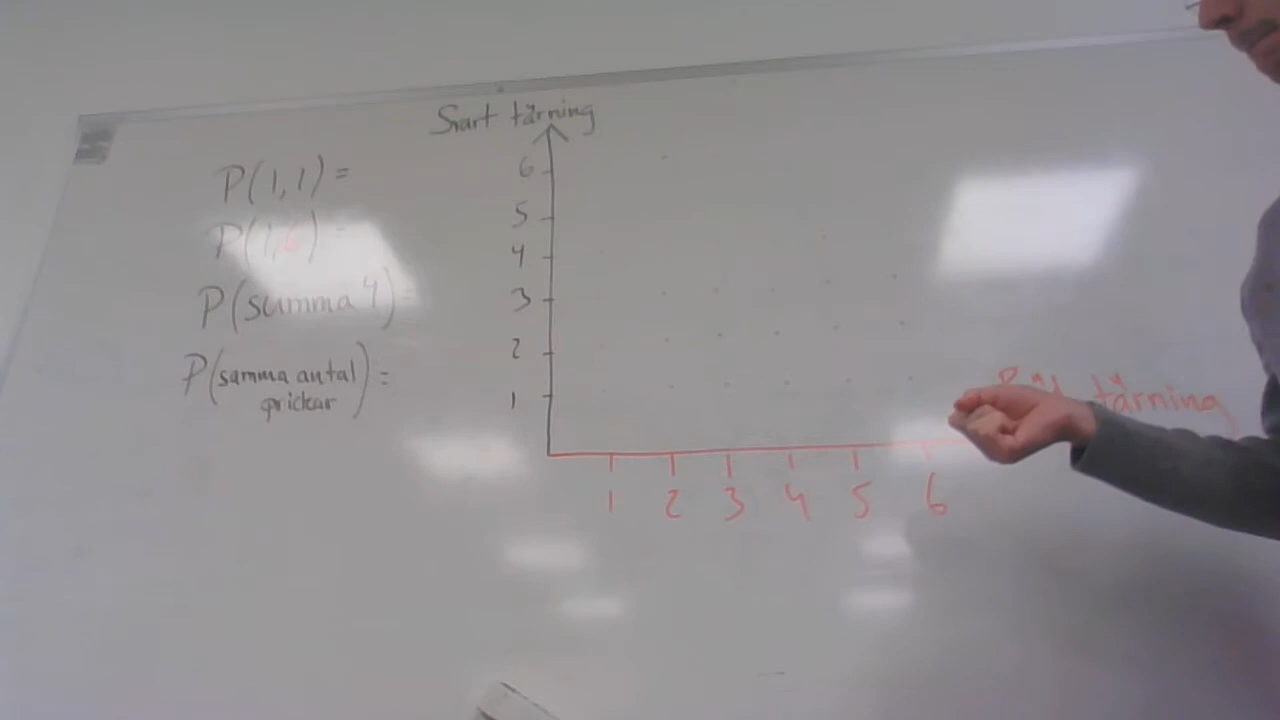 Svart tärning
P(1,1) =
P(1,6) =
P(summa 4) =
P(samma antal prickar) =
6
5
4
3
2
1
tärning
1 2 3 4 5 6